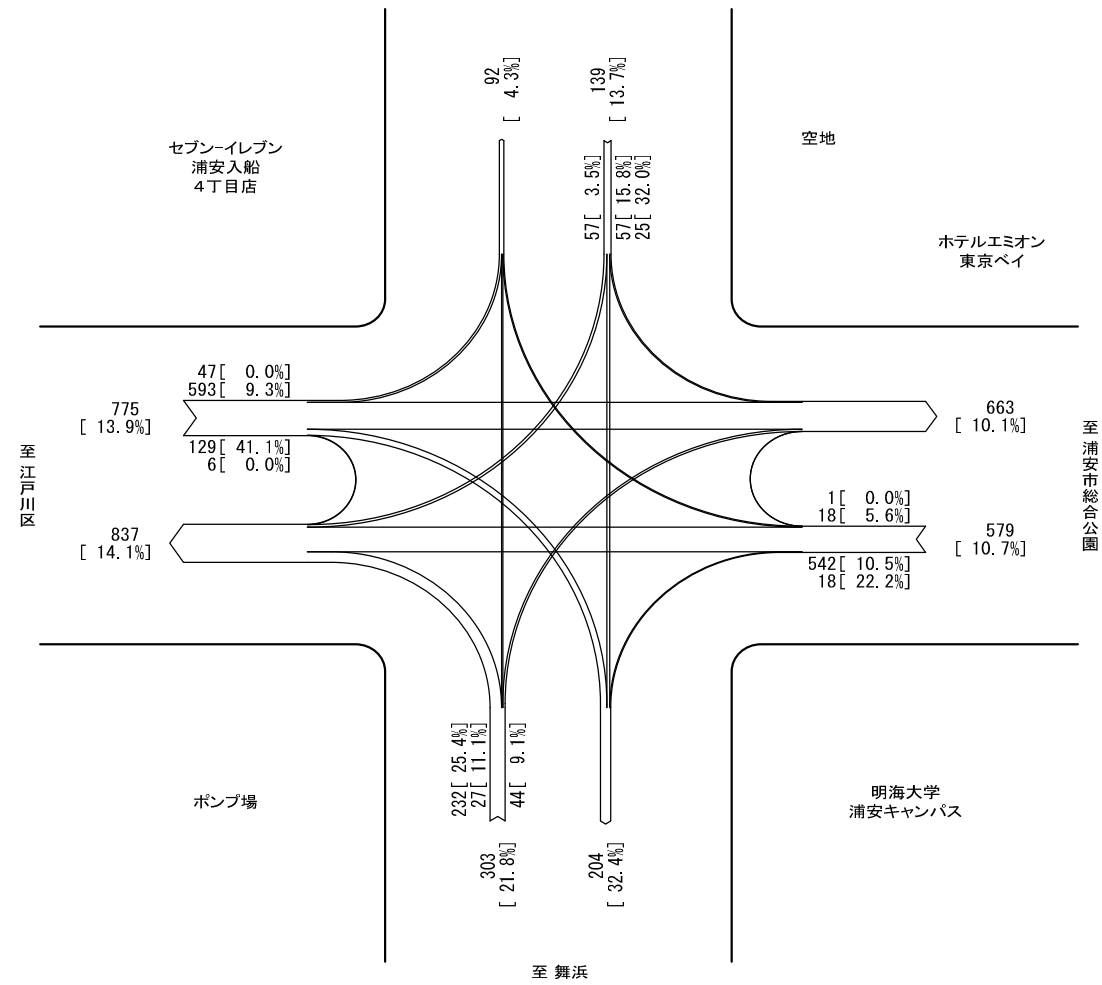 92
[ 4.3%]
139
[ 13.7%]
57[ 3.5%]
57[ 15.8%]
25[ 32.0%]
セブン-イレブン
浦安入船
4丁目店
空地
ホテルエミオン
東京ベイ
47[ 0.0%]
593[ 9.3%]
775
[ 13.9%]
129[ 41.1%]
6[ 0.0%]
663
[ 10.1%]
至 江戸川区
至 浦安市総合公園
837
[ 14.1%]
1[ 0.0%]
18[ 5.6%]
579
[ 10.7%]
542[ 10.5%]
18[ 22.2%]
232[ 25.4%]
27[ 11.1%]
44[ 9.1%]
303
[ 21.8%]
204
[ 32.4%]
ポンプ場
明海大学
浦安キャンパス
至 舞浜